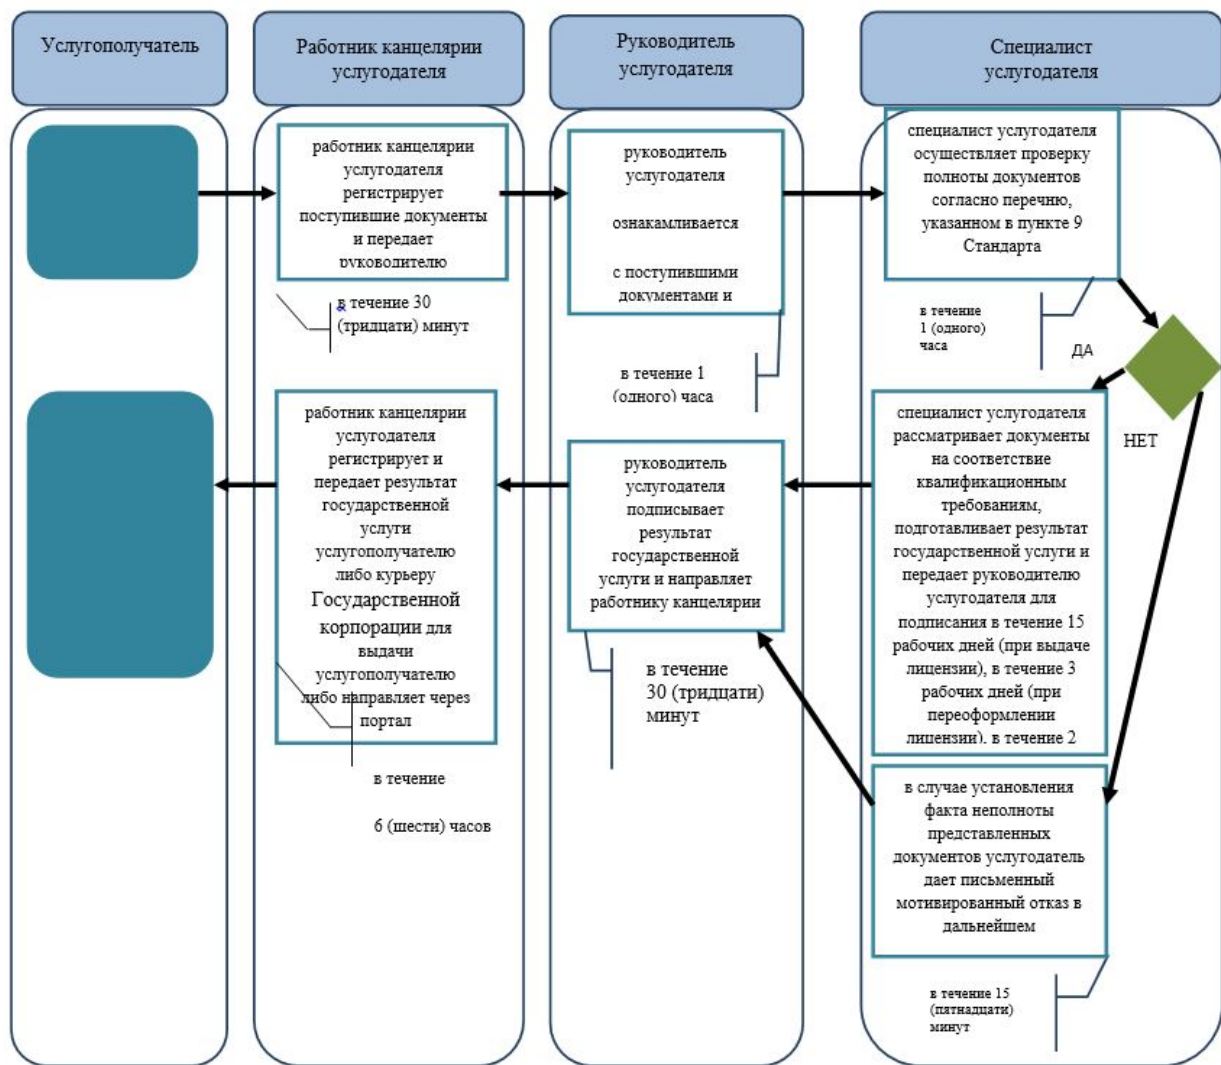 Услугополучатель
Работник канцелярии
услугодателя
Руководитель
услугодателя
Специалист
услугодателя
работник канцелярии
услугодателя
регистрирует
поступившие документы
и передает
руководителю
в течение 30
(тридцати) минут
руководитель
услугодателя
ознакамливается
с поступившими
документами и
в течение 1
(одного) часа
специалист услугодателя
осуществляет проверку
полноты документов
согласно перечню,
указанном в пункте 9
Стандарта
в течение
1 (одного)
часа
ДА
НЕТ
специалист услугодателя
рассматривает документы
на соответствие
квалификационным
требованиям,
подготавливает результат
государственной услуги и
передает руководителю
услугодателя для
подписания в течение 15
рабочих дней (при выдаче
лицензии), в течение 3
рабочих дней (при
переоформлении
лицензии), в течение 2
руководитель
услугодателя
подписывает
результат
государственной
услуги и направляет
работнику канцелярии
в течение
30 (тридцати)
минут
работник канцелярии
услугодателя
регистрирует и
передает результат
государственной
услуги
услугополучателю
либо курьеру
Государственной
корпорации для
выдачи
услугополучателю
либо направляет через
портал
в течение
6 (шести) часов
в случае установления
факта неполноты
представленных
документов услугодатель
дает письменный
мотивированный отказ в
дальнейшем
в течение 15
(пятнадцати)
минут